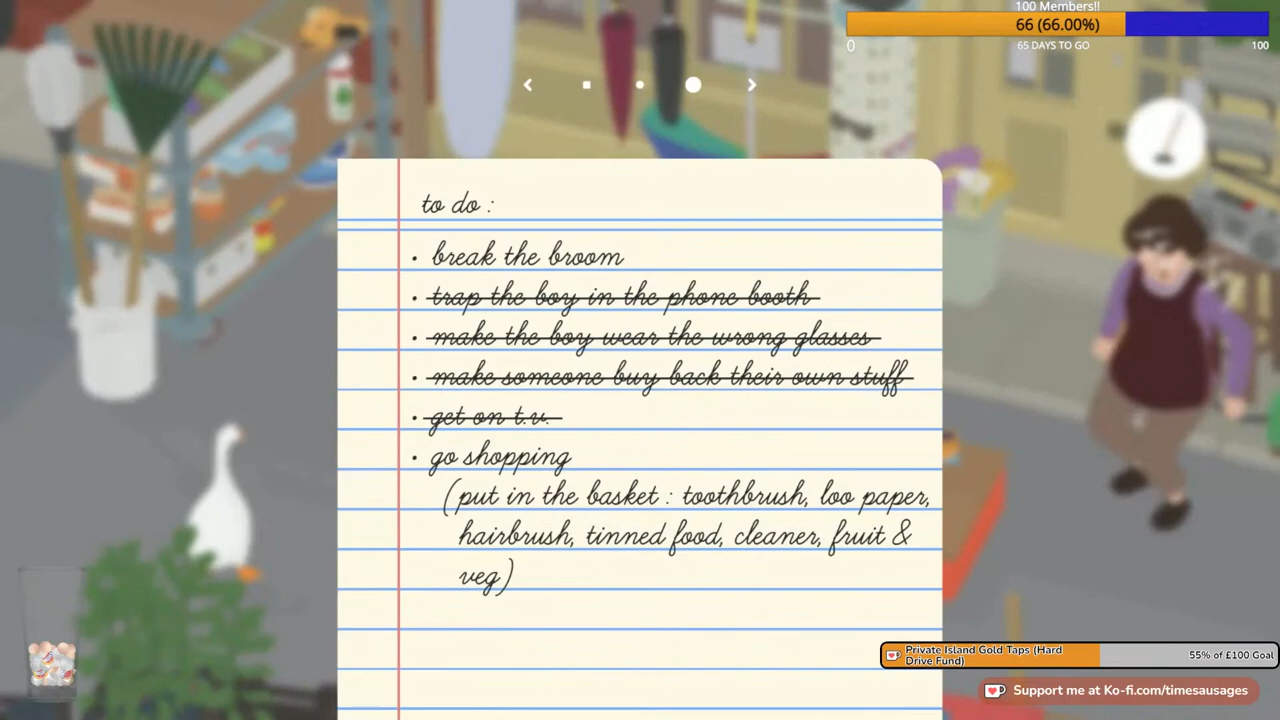 100 Members!!
66 (66.00%)
0
65 DAYS TO GO
100
to do :
• break the broom
• trap the boy in the phone booth
• make the boy wear the wrong glasses
• make someone buy back their own stuff
• get on t.v.
• go shopping
(put in the basket : toothbrush, loo paper,
hairbrush, tinned food, cleaner, fruit &
veg)
Private Island Gold Taps (Hard
Drive Fund)
55% of £100 Goal
Support me at Ko-fi.com/timesausages